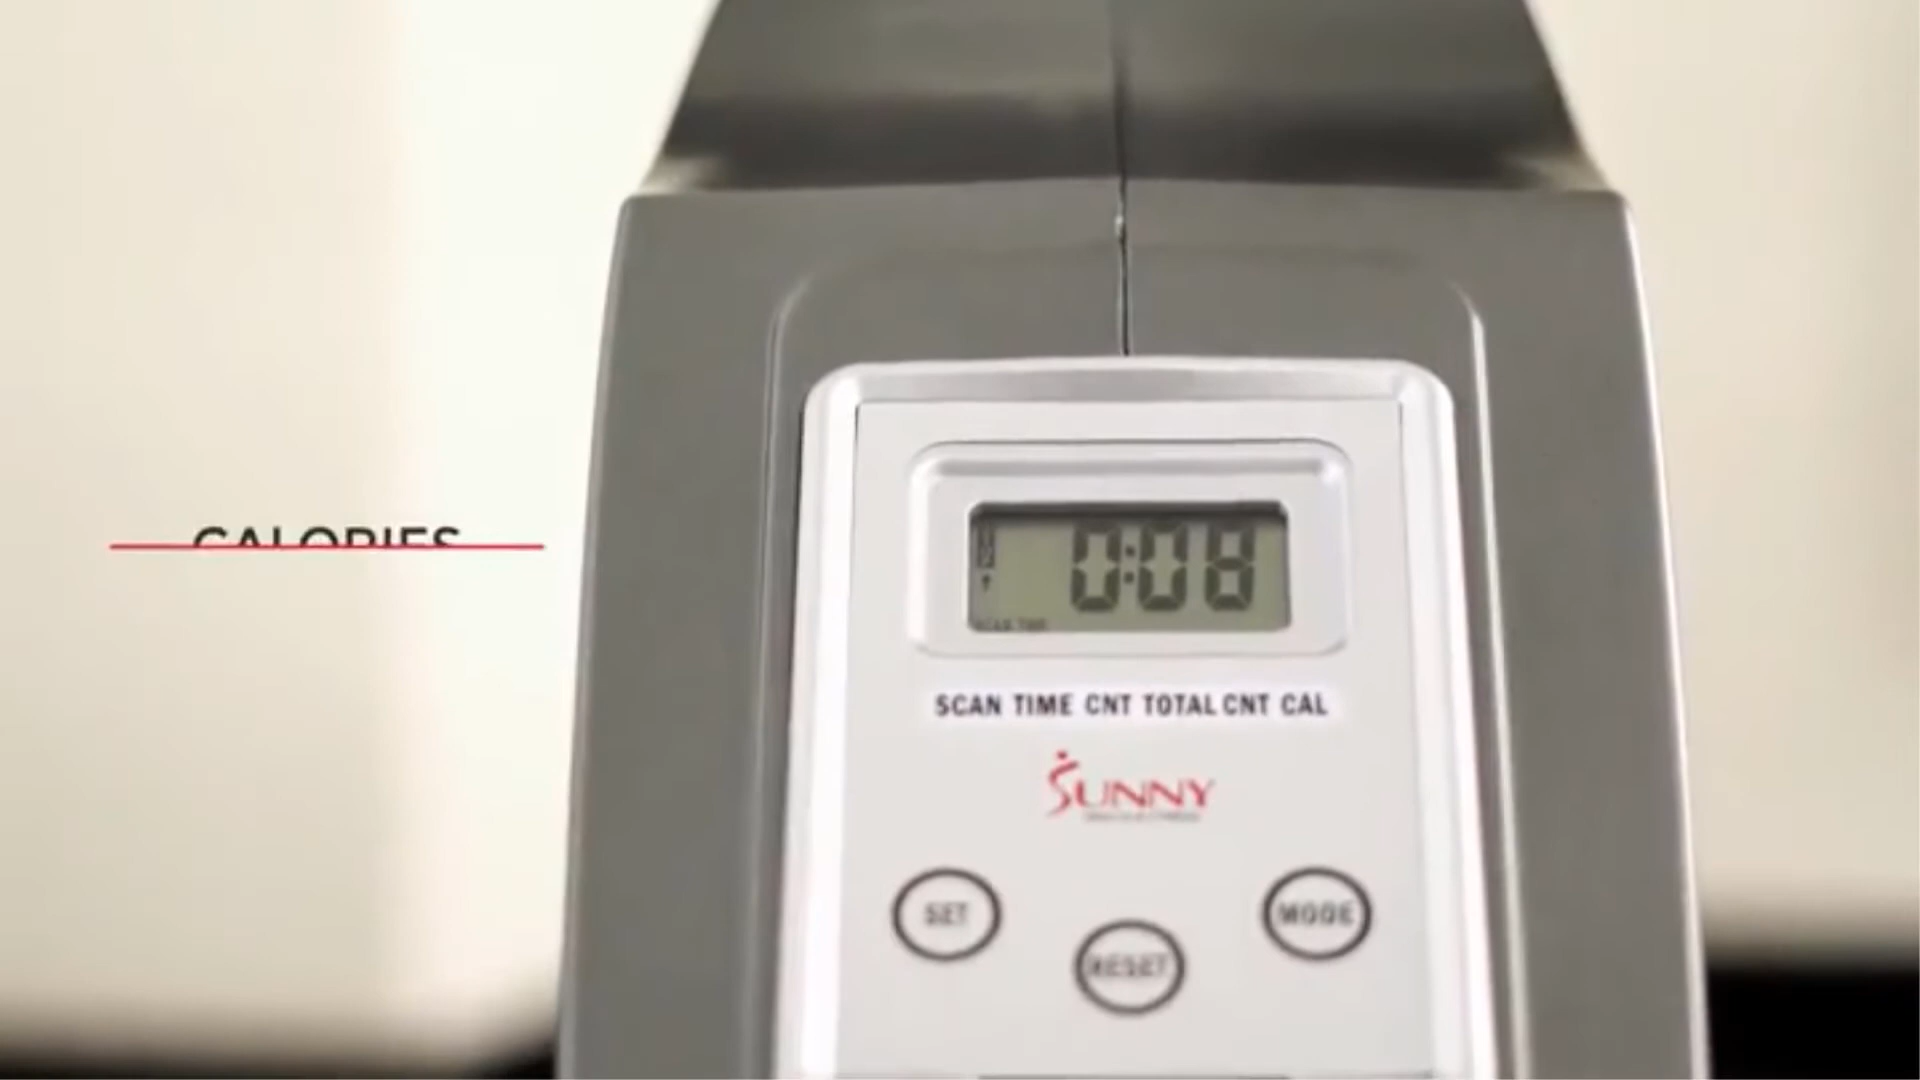 CALORIES
0:08
SCAN TIME CNT TOTAL CNT CAL
SUNNY
SET
MODE
RESET